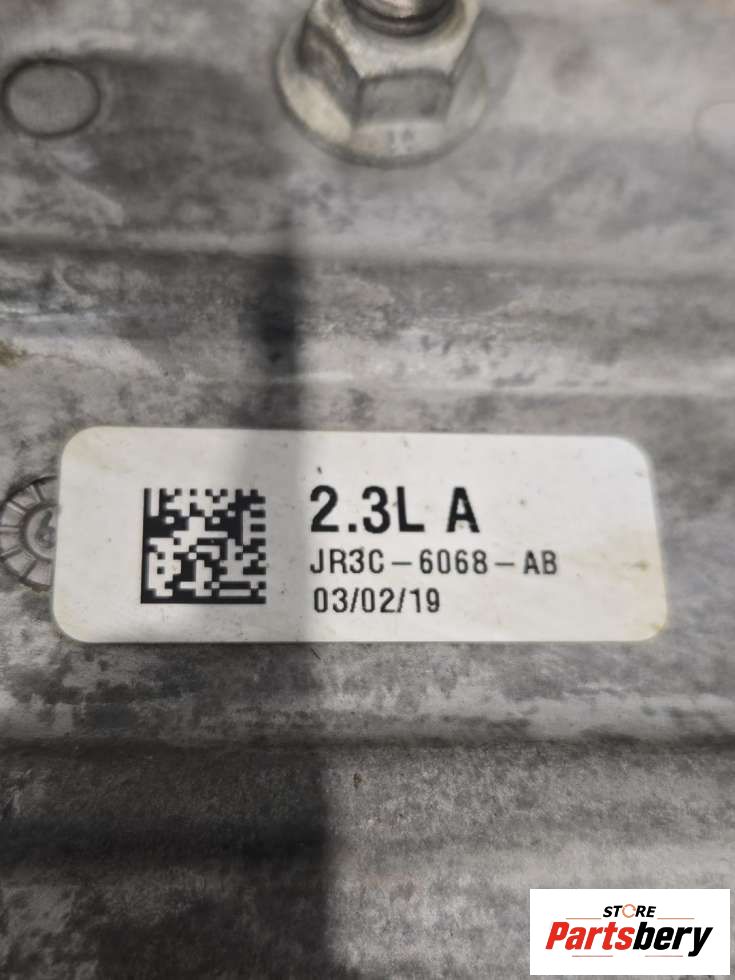 2.3L A
JR3C-6068-AB
03/02/19
STORE
Partsbery